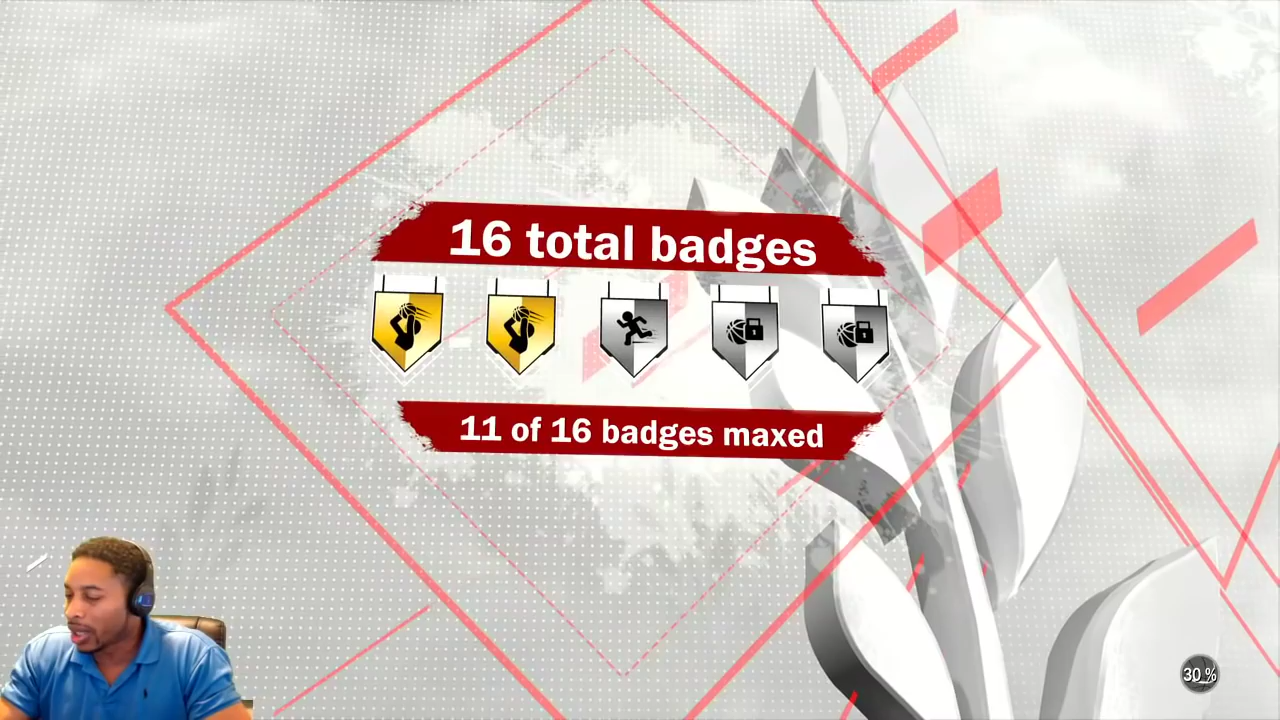 16 total badges
11 of 16 badges maxed
30 %